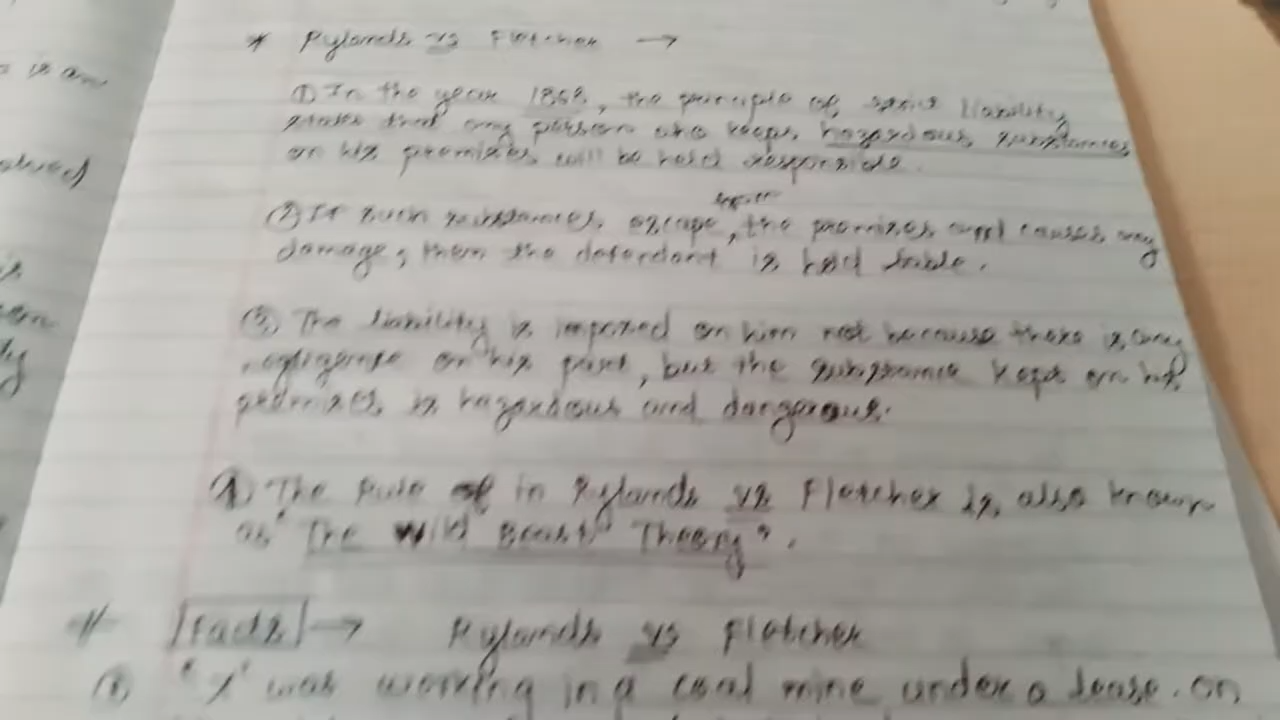 * Rylands vs Fletcher →
① In the year 1868, the principle of strict liability
states that any person who keeps hazardous substances
on his premises will be held responsible.
② If such substances, escape, the premises and causes any
damage, then the defendant is held liable.
③ The liability is imposed on him not because there is any
negligence on his part, but the substance kept on his
premises, is hazardous and dangerous.
④ The Rule of in Rylands vs Fletcher is, also known
as "The Wild Beast" Theory".
* Facts → Rylands vs Fletcher
① 'X' was working in a coal mine under a lease. on
is an